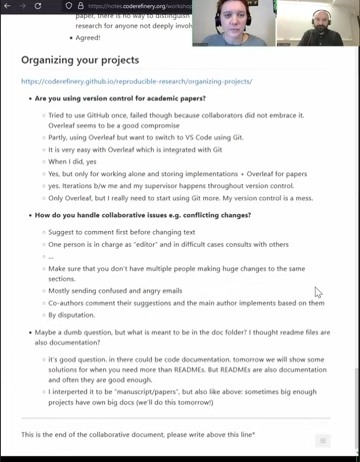 https://notes.coderefinery.org/workshop
paper, there is no way to distinguish
research for anyone not deeply invol
Agreed!
Organizing your projects
https://coderefinery.github.io/reproducible-research/organizing-projects/
Are you using version control for academic papers?
Tried to use GitHub once, failed though because collaborators did not embrace it.
Overleaf seems to be a good compromise
Partly, using Overleaf but want to switch to VS Code using Git.
It is very easy with Overleaf which is integrated with Git
When I did, yes
Yes, but only for working alone and storing implementations + Overleaf for papers
yes. Iterations b/w me and my supervisor happens throughout version control.
Only Overleaf, but I really need to start using Git more. My version control is a mess.
How do you handle collaborative issues e.g. conflicting changes?
Suggest to comment first before changing text
One person is in charge as "editor" and in difficult cases consults with others
...
Make sure that you don't have multiple people making huge changes to the same
sections.
Mostly sending confused and angry emails
Co-authors comment their suggestions and the main author implements based on them
By disputation.
Maybe a dumb question, but what is meant to be in the doc folder? I thought readme files are
also documentation?
it's good question. in there could be code documentation. tomorrow we will show some
solutions for when you need more than READMEs. But READMEs are also documentation
and often they are good enough.
I interperted it to be "manuscript/papers", but also like above: sometimes big enough
projects have own big docs (we'll do this tomorrow!)
This is the end of the collaborative document, please write above this line*